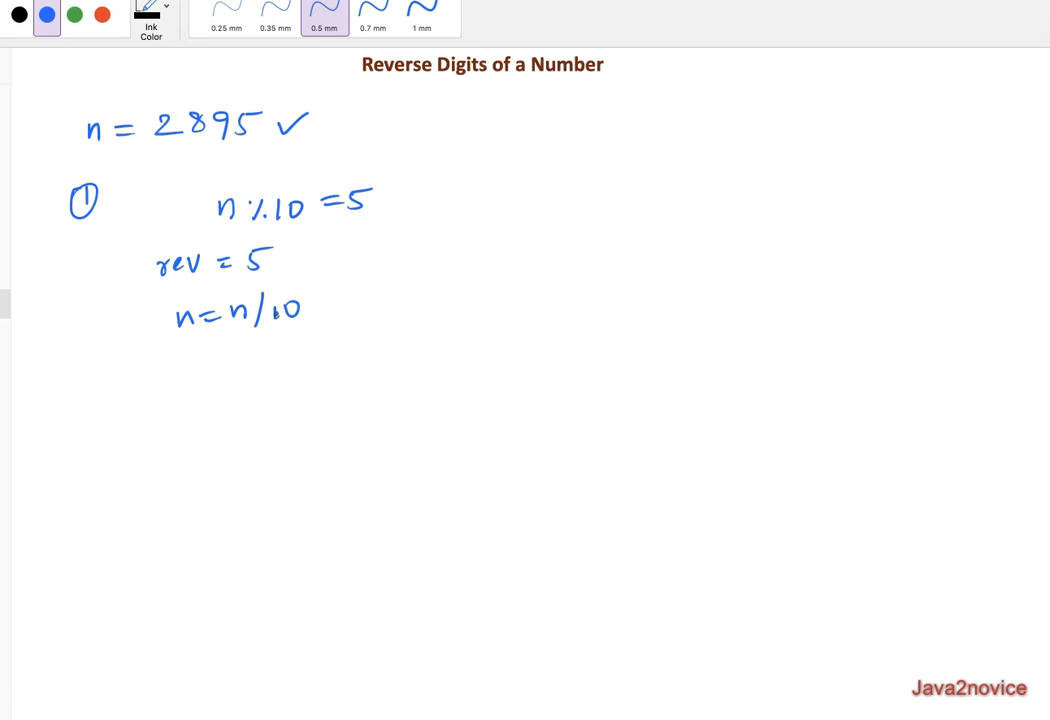 0.25 mm 0.35 mm 0.5 mm 0.7 mm 1 mm
Ink
Color
Reverse Digits of a Number
n = 2895 ✓
① n % 10 = 5
rev = 5
n = n/10
Java2novice